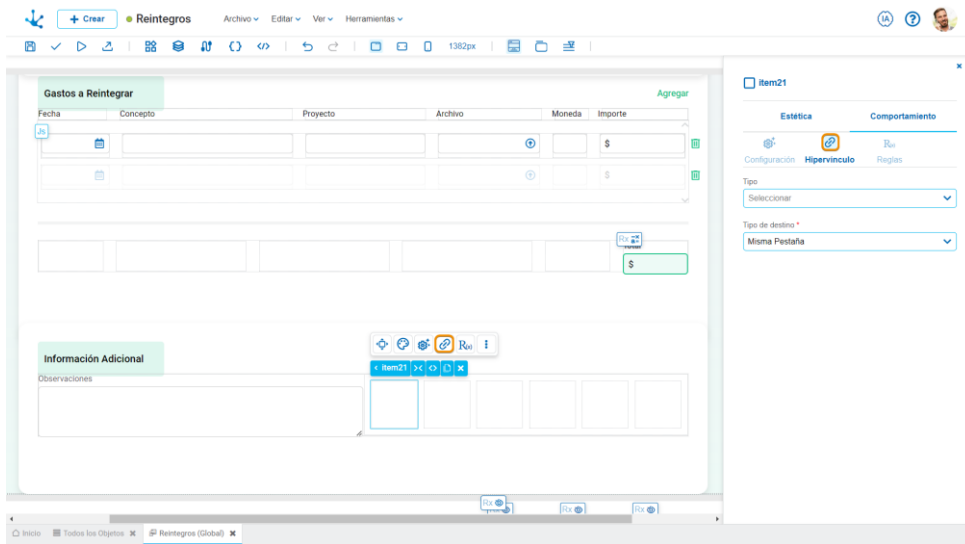 + Crear
Reintegros
Archivo
Editar
Ver
Herramientas
IA
?
1382px
Gastos a Reintegrar
Agregar
Fecha
Concepto
Proyecto
Archivo
Moneda
Importe
Js
$
$
Rx
$
Información Adicional
R(x)
item21
Observaciones
Rx
Rx
Rx
item21
Estética
Comportamiento
Configuración
Hipervínculo
Reglas
Tipo
Seleccionar
Tipo de destino *
Misma Pestaña
Inicio
Todos los Objetos
Reintegros (Global)